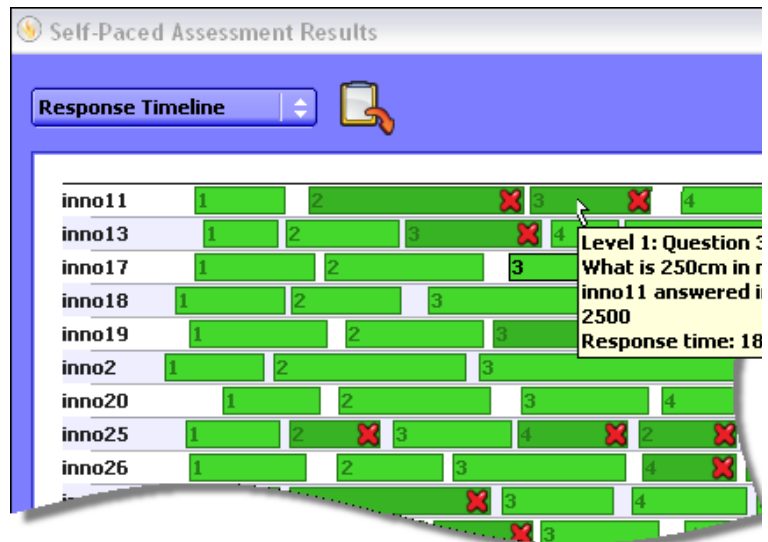 Self-Paced Assessment Results
Response Timeline
inno11 1 2 3 4
inno13 1 2 3 4
Level 1: Question 3
inno17 1 2 3
What is 250cm in
inno18 1 2 3
inno11 answered
2500
inno19 1 2 3
Response time: 18
inno2 1 2 3
inno20 1 2 3 4
inno25 1 2 3 4 2
inno26 1 2 3 4
3 4
3